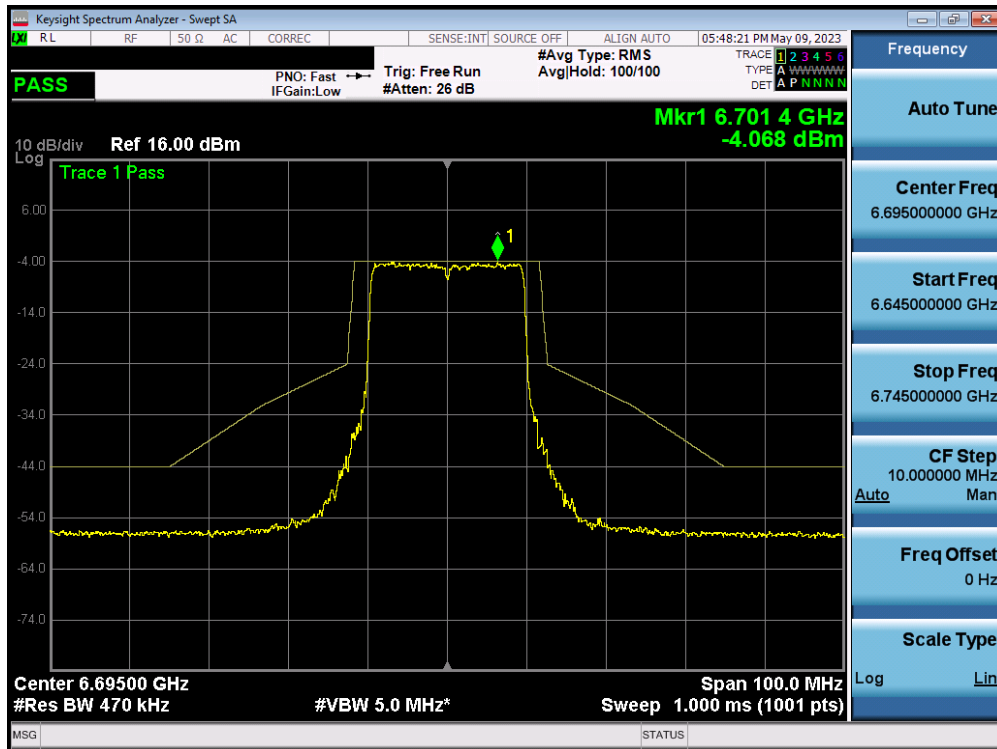 Keysight Spectrum Analyzer - Swept SA
LXI RL RF 50 Ω AC CORREC SENSE:INT SOURCE OFF ALIGN AUTO 05:48:21 PM May 09, 2023
PASS
PNO: Fast
IFGain:Low
Trig: Free Run
#Atten: 26 dB
#Avg Type: RMS
Avg|Hold: 100/100
TRACE 1 2 3 4 5 6
TYPE A WWWWW
DET A P N N N N
Mkr1 6.701 4 GHz
-4.068 dBm
10 dB/div Ref 16.00 dBm
Log
Trace 1 Pass
1
6.00
-4.00
-14.0
-24.0
-34.0
-44.0
-54.0
-64.0
-74.0
Center 6.69500 GHz Span 100.0 MHz
#Res BW 470 kHz #VBW 5.0 MHz* Sweep 1.000 ms (1001 pts)
MSG STATUS
Frequency
Auto Tune
Center Freq
6.695000000 GHz
Start Freq
6.645000000 GHz
Stop Freq
6.745000000 GHz
CF Step
10.000000 MHz
Auto Man
Freq Offset
0 Hz
Scale Type
Log Lin